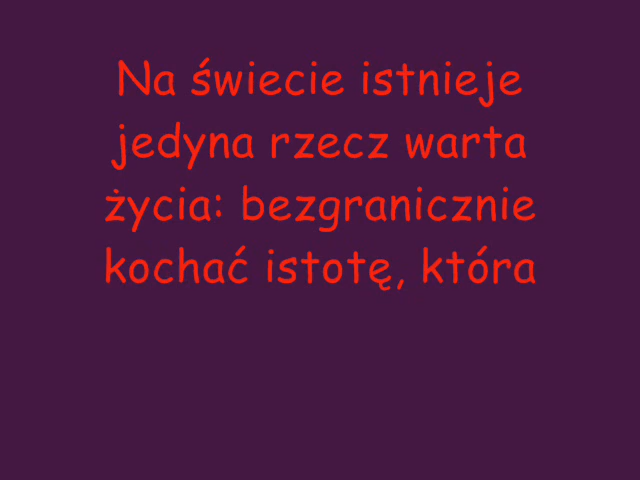 Na świecie istnieje
jedyna rzecz warta
życia: bezgranicznie
kochać istotę, która